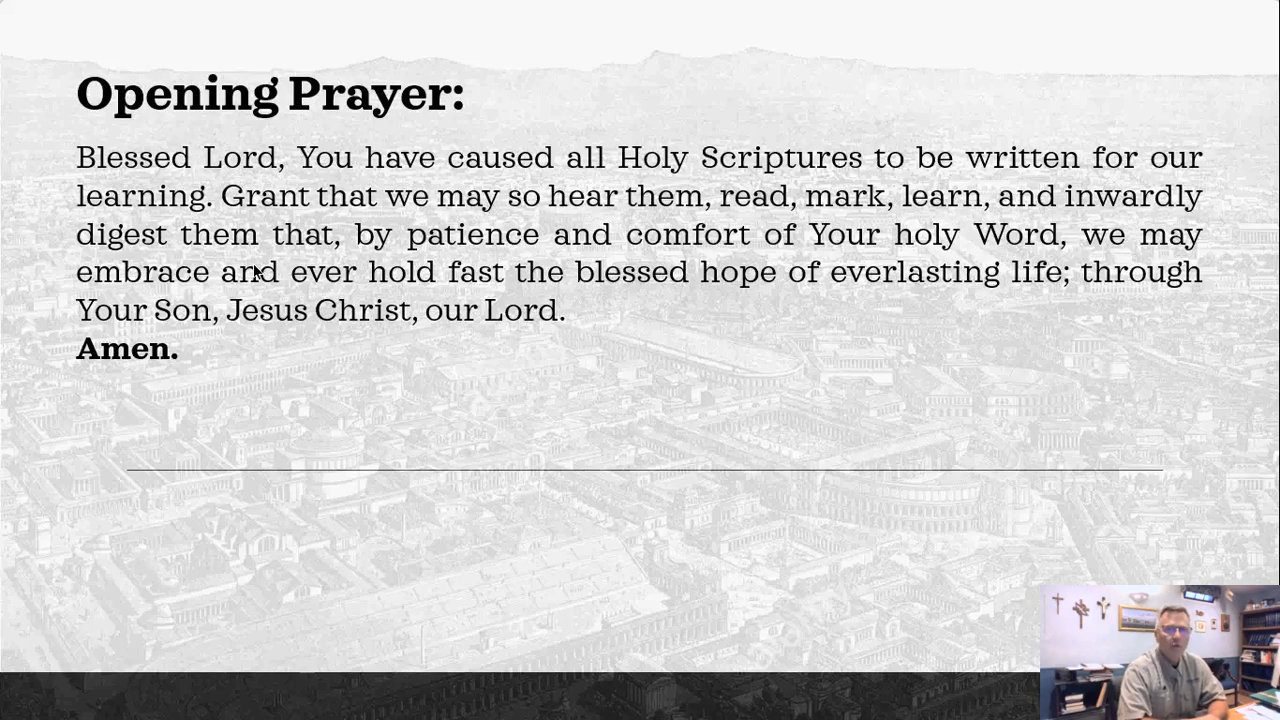 Opening Prayer:
Blessed Lord, You have caused all Holy Scriptures to be written for our
learning. Grant that we may so hear them, read, mark, learn, and inwardly
digest them that, by patience and comfort of Your holy Word, we may
embrace and ever hold fast the blessed hope of everlasting life; through
Your Son, Jesus Christ, our Lord.
Amen.